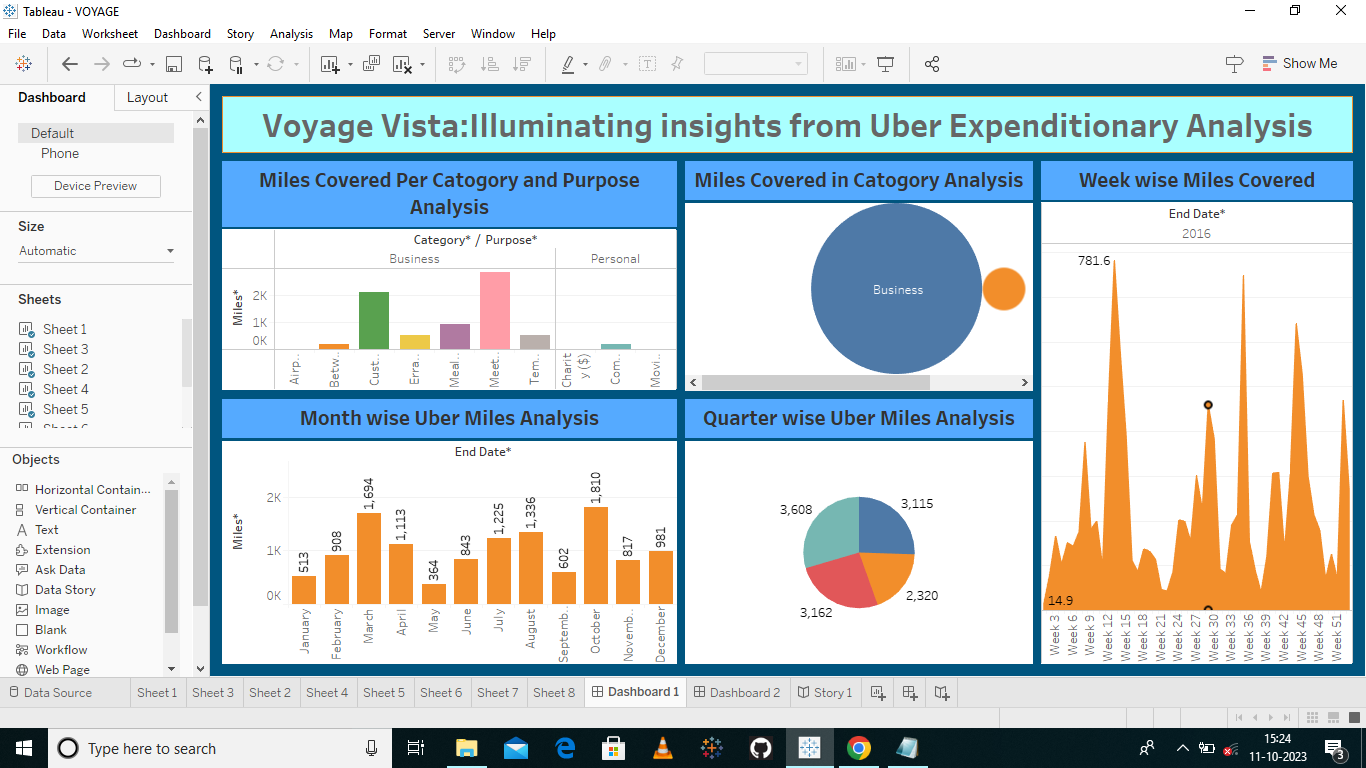 Tableau - VOYAGE
File Data Worksheet Dashboard Story Analysis Map Format Server Window Help
Show Me
Dashboard Layout
Default
Phone
Device Preview
Size
Automatic
Sheets
Sheet 1
Sheet 3
Sheet 2
Sheet 4
Sheet 5
Objects
Horizontal Contain...
Vertical Container
Text
Extension
Ask Data
Data Story
Image
Blank
Workflow
Web Page
Voyage Vista:Illuminating insights from Uber Expenditionary Analysis
Miles Covered Per Catogory and Purpose
Analysis
Category* / Purpose*
Business Personal
Miles*
2K
1K
0K
Airp..
Betw..
Cust..
Erra..
Meal..
Meet..
Tem..
Charit
y ($)
Com..
Movi..
Miles Covered in Catogory Analysis
Business
Week wise Miles Covered
End Date*
2016
781.6
14.9
Week 3
Week 6
Week 9
Week 12
Week 15
Week 18
Week 21
Week 24
Week 27
Week 30
Week 33
Week 36
Week 39
Week 42
Week 45
Week 48
Week 51
Month wise Uber Miles Analysis
End Date*
Miles*
2K
1K
0K
513
908
1,694
1,113
364
843
1,225
1,336
602
1,810
817
981
January
February
March
April
May
June
July
August
Septemb..
October
Novemb..
December
Quarter wise Uber Miles Analysis
3,608
3,115
3,162
2,320
Data Source Sheet 1 Sheet 3 Sheet 2 Sheet 4 Sheet 5 Sheet 6 Sheet 7 Sheet 8 Dashboard 1 Dashboard 2 Story 1
Type here to search
15:24
11-10-2023
3